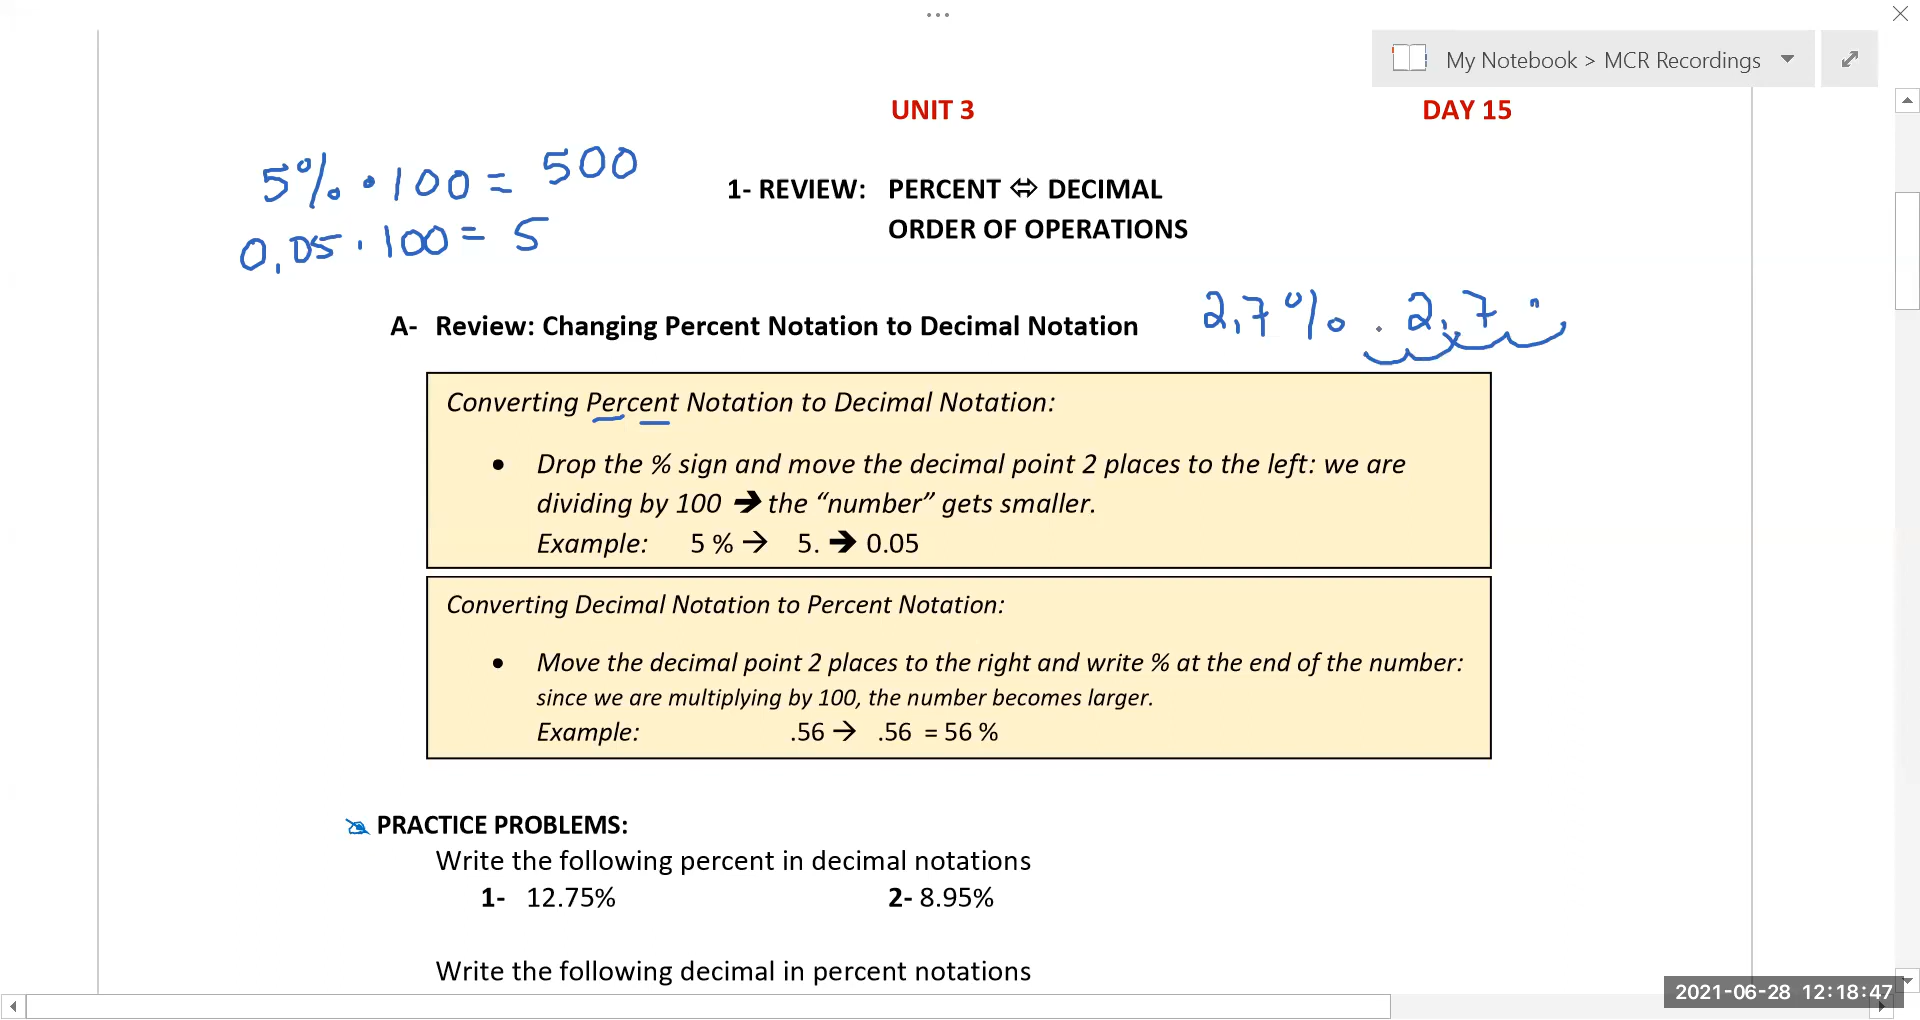 My Notebook > MCR Recordings
UNIT 3 DAY 15
5% · 100 = 500
0.05 · 100 = 5
1- REVIEW: PERCENT ⇔ DECIMAL
ORDER OF OPERATIONS
2.7% . 2.7
A- Review: Changing Percent Notation to Decimal Notation
Converting Percent Notation to Decimal Notation:
• Drop the % sign and move the decimal point 2 places to the left: we are
dividing by 100 → the “number” gets smaller.
Example: 5 % → 5. → 0.05
Converting Decimal Notation to Percent Notation:
• Move the decimal point 2 places to the right and write % at the end of the number:
since we are multiplying by 100, the number becomes larger.
Example: .56 → .56 = 56 %
PRACTICE PROBLEMS:
Write the following percent in decimal notations
1- 12.75% 2- 8.95%
Write the following decimal in percent notations
2021-06-28 12:18:47